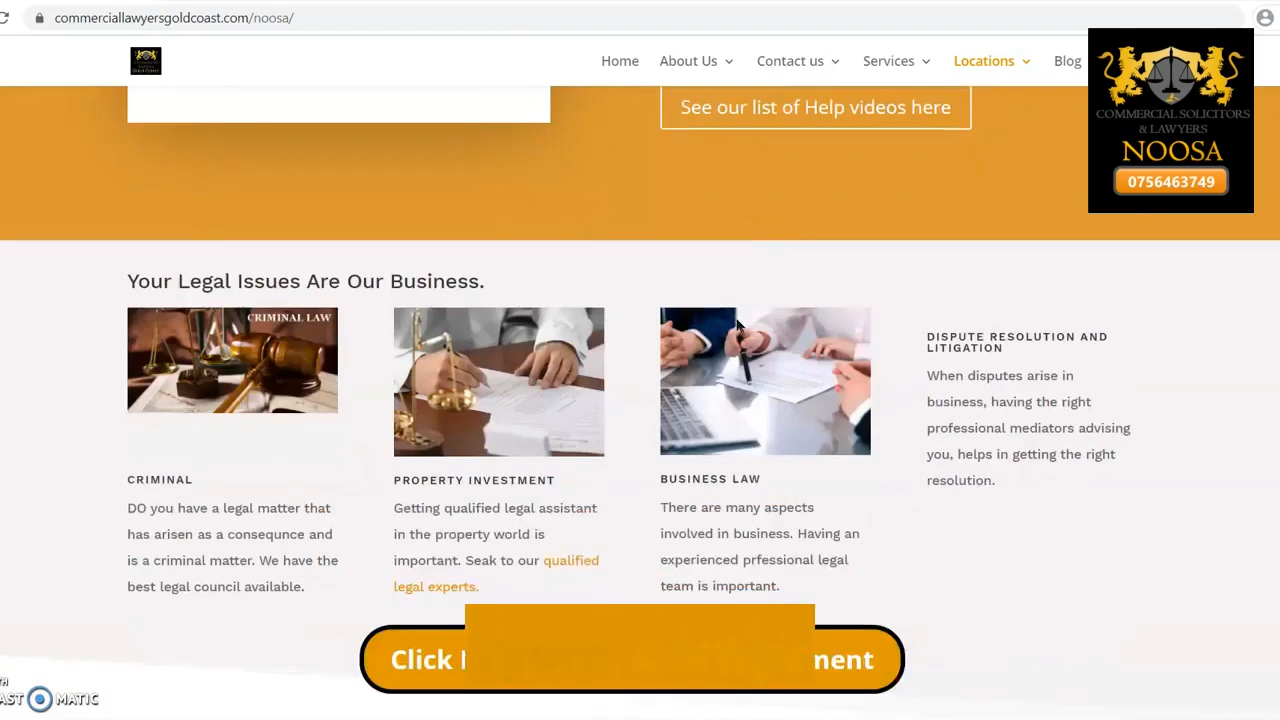 commerciallawyersgoldcoast.com/noosa/
Home About Us Contact us Services Locations Blog
COMMERCIAL SOLICITORS
& LAWYERS
NOOSA
0756463749
See our list of Help videos here
Your Legal Issues Are Our Business.
CRIMINAL LAW
CRIMINAL
DO you have a legal matter that
has arisen as a consequnce and
is a criminal matter. We have the
best legal council available.
PROPERTY INVESTMENT
Getting qualified legal assistant
in the property world is
important. Seak to our qualified
legal experts.
BUSINESS LAW
There are many aspects
involved in business. Having an
experienced prfessional legal
team is important.
DISPUTE RESOLUTION AND
LITIGATION
When disputes arise in
business, having the right
professional mediators advising
you, helps in getting the right
resolution.
Click
MATIC